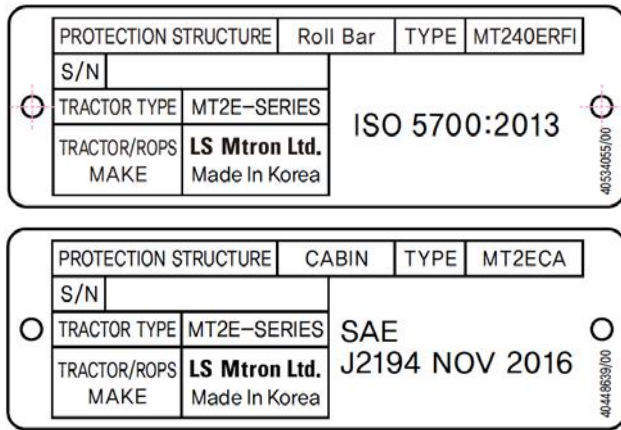 PROTECTION STRUCTURE Roll Bar TYPE MT240ERFI
S/N
TRACTOR TYPE MT2E-SERIES
ISO 5700:2013
TRACTOR/ROPS MAKE
LS Mtron Ltd.
Made In Korea
40534055/00
PROTECTION STRUCTURE CABIN TYPE MT2ECA
S/N
TRACTOR TYPE MT2E-SERIES
SAE
J2194 NOV 2016
TRACTOR/ROPS MAKE
LS Mtron Ltd.
Made In Korea
40448639/00